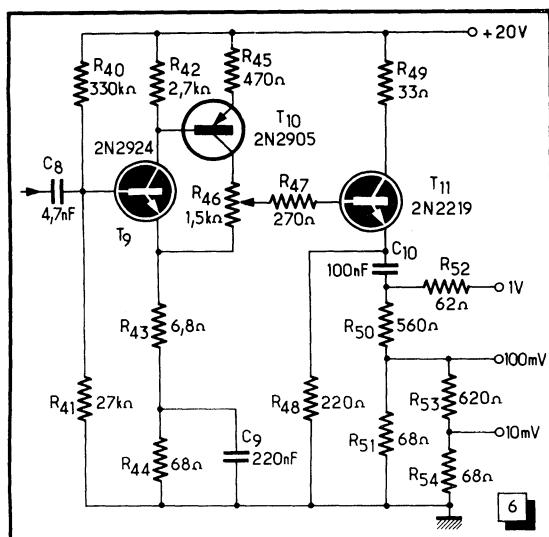 +20V
R40
330kΩ
R42
2,7kΩ
R45
470Ω
R49
33Ω
T10
2N2905
2N2924
C8
4,7nF
T9
R46
1,5kΩ
R47
270Ω
T11
2N2219
C10
100nF
R52
62Ω
1V
R50
560Ω
R43
6,8Ω
100mV
R53
620Ω
10mV
R41
27kΩ
R44
68Ω
C9
220nF
R48
220Ω
R51
68Ω
R54
68Ω
6